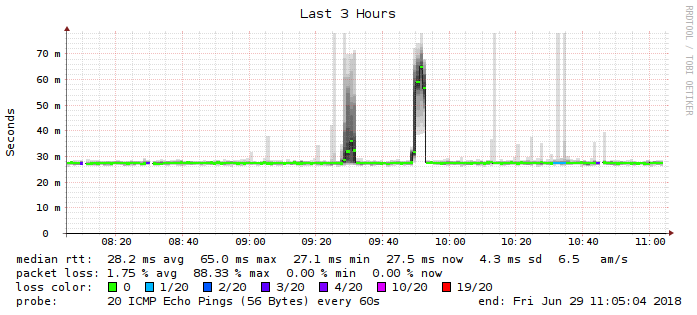 Last 3 Hours
RRDTOOL / TOBI OETIKER
Seconds
70 m
60 m
50 m
40 m
30 m
20 m
10 m
0
08:20 08:40 09:00 09:20 09:40 10:00 10:20 10:40 11:00
median rtt: 28.2 ms avg 65.0 ms max 27.1 ms min 27.5 ms now 4.3 ms sd 6.5 am/s
packet loss: 1.75 % avg 88.33 % max 0.00 % min 0.00 % now
loss color: 0 1/20 2/20 3/20 4/20 10/20 19/20
probe: 20 ICMP Echo Pings (56 Bytes) every 60s end: Fri Jun 29 11:05:04 2018